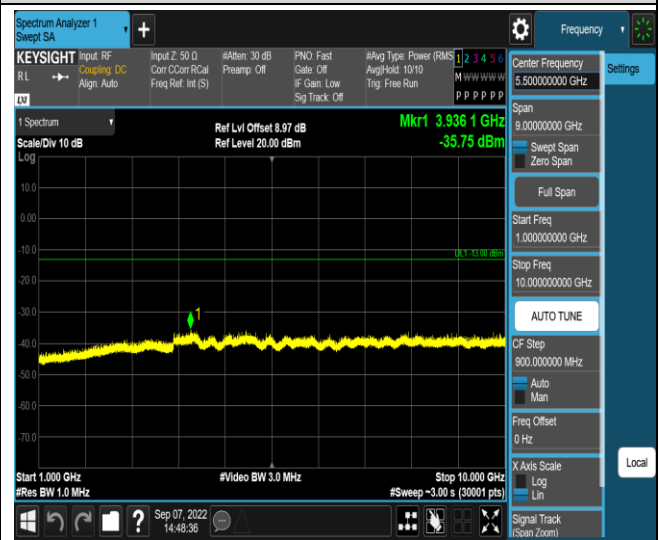 Spectrum Analyzer 1
Swept SA
Frequency
KEYSIGHT
RL
LXI
Input: RF
Coupling: DC
Align: Auto
Input Z: 50 Ω
Corr CCorr RCal
Freq Ref: Int (S)
#Atten: 30 dB
Preamp: Off
PNO: Fast
Gate: Off
IF Gain: Low
Sig Track: Off
#Avg Type: Power (RMS
Avg|Hold: 10/10
Trig: Free Run
1 2 3 4 5 6
M W W W W W
P P P P P P
Center Frequency
5.500000000 GHz
Settings
1 Spectrum
Scale/Div 10 dB
Ref Lvl Offset 8.97 dB
Ref Level 20.00 dBm
Mkr1 3.936 1 GHz
-35.75 dBm
Span
9.00000000 GHz
Swept Span
Zero Span
Full Span
Start Freq
1.000000000 GHz
Stop Freq
10.000000000 GHz
AUTO TUNE
CF Step
900.000000 MHz
Auto
Man
Freq Offset
0 Hz
X Axis Scale
Log
Lin
Signal Track
(Span Zoom)
Local
Log
10.0
0.00
-10.0
DL1 -13.00 dBm
-20.0
-30.0
1
-40.0
-50.0
-60.0
-70.0
Start 1.000 GHz
#Res BW 1.0 MHz
#Video BW 3.0 MHz
Stop 10.000 GHz
#Sweep ~3.00 s (30001 pts)
?
Sep 07, 2022
14:48:36